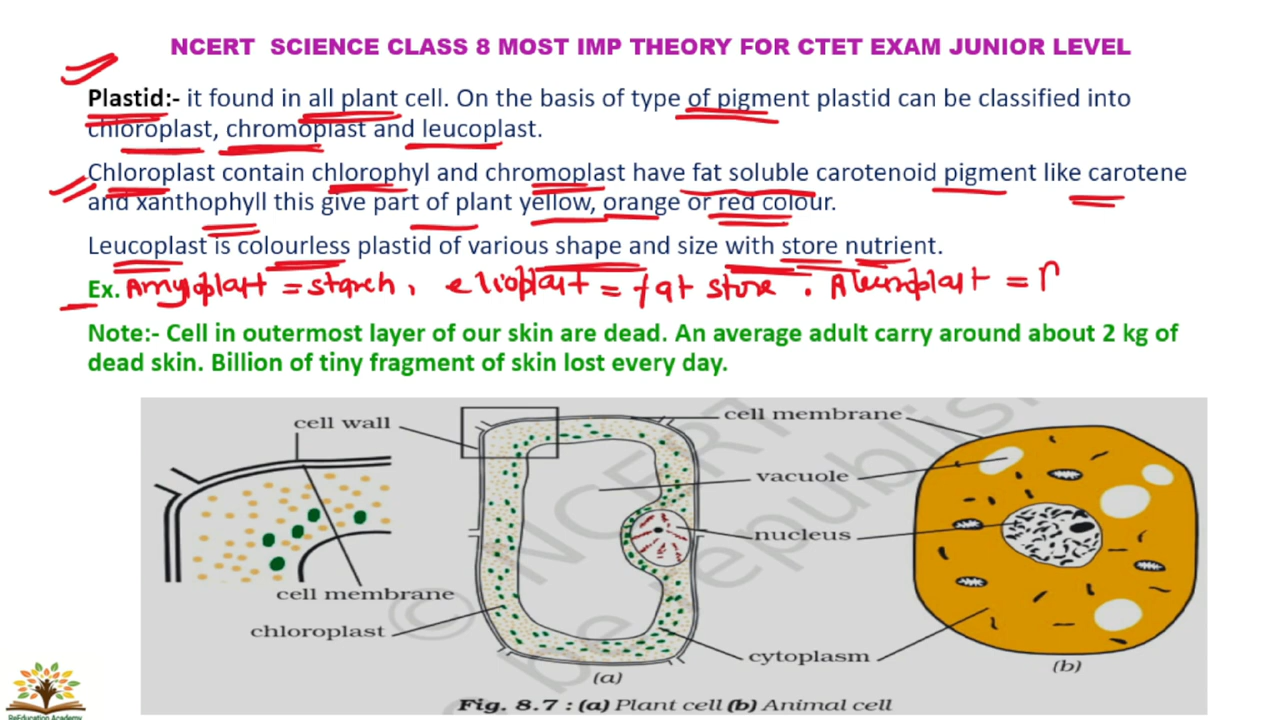 NCERT SCIENCE CLASS 8 MOST IMP THEORY FOR CTET EXAM JUNIOR LEVEL
Plastid:- it found in all plant cell. On the basis of type of pigment plastid can be classified into
chloroplast, chromoplast and leucoplast.
Chloroplast contain chlorophyl and chromoplast have fat soluble carotenoid pigment like carotene
and xanthophyll this give part of plant yellow, orange or red colour.
Leucoplast is colourless plastid of various shape and size with store nutrient.
Ex. Amyloplast = starch, elioplast = fat store. = P
Note:- Cell in outermost layer of our skin are dead. An average adult carry around about 2 kg of
dead skin. Billion of tiny fragment of skin lost every day.
cell wall
cell membrane
vacuole
nucleus
cell membrane
chloroplast
cytoplasm
(a)
(b)
Fig. 8.7 : (a) Plant cell (b) Animal cell
© NCERT
be republish
ReEducation Academy